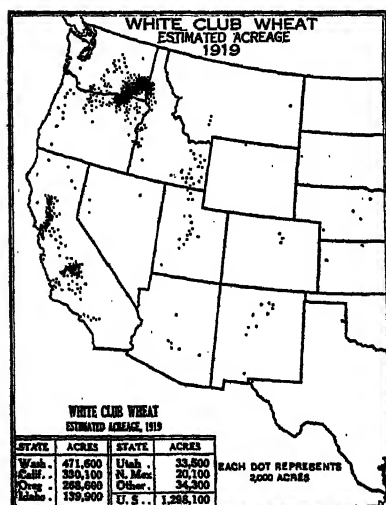 WHITE CLUB WHEAT
ESTIMATED ACREAGE
1919
WHITE CLUB WHEAT
ESTIMATED ACREAGE, 1919
STATE ACRES STATE ACRES
Wash. 471,600 Utah . 33,500
Calif. . 330,100 N. Mex 20,100
Oreg . 268,600 Other . 34,300
Idaho . 139,900 U. S. . 1,298,100
EACH DOT REPRESENTS
2,000 ACRES